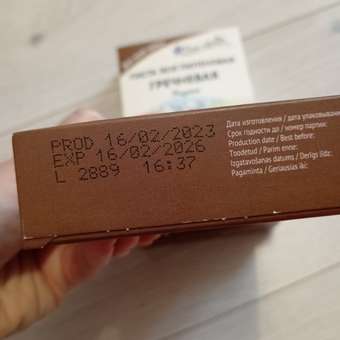 ГРЕЧНЕВАЯ
PROD 16/02/2023
EXP 16/02/2026
L 2889 16:37
Дата изготовления / дата упаковывания
Срок годности до / номер партии:
Production date / Best before:
Toodetud / Parim enne:
Izgatavošanas datums / Derīgs līdz:
Pagaminta / Geriausias iki: